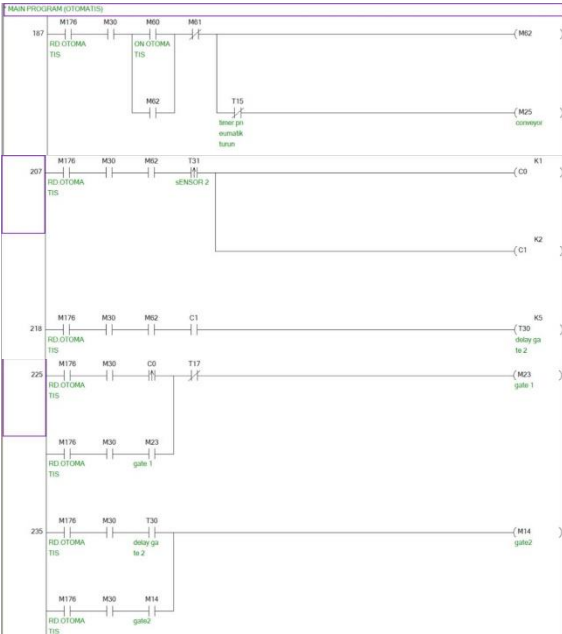 * MAIN PROGRAM (OTOMATIS)
M176 M30 M60 M61
187 M62
RD.OTOMA ON OTOMA
TIS TIS
M62 T15
M25
timer pn conveyor
eumatik
turun
M176 M30 M62 T31 K1
207 C0
RD.OTOMA sENSOR 2
TIS
K2
C1
M176 M30 M62 C1 K5
218 T30
RD.OTOMA delay ga
TIS te 2
M176 M30 C0 T17
225 M23
RD.OTOMA gate 1
TIS
M176 M30 M23
RD.OTOMA gate 1
TIS
M176 M30 T30
235 M14
RD.OTOMA delay ga gate2
TIS te 2
M176 M30 M14
RD.OTOMA gate2
TIS